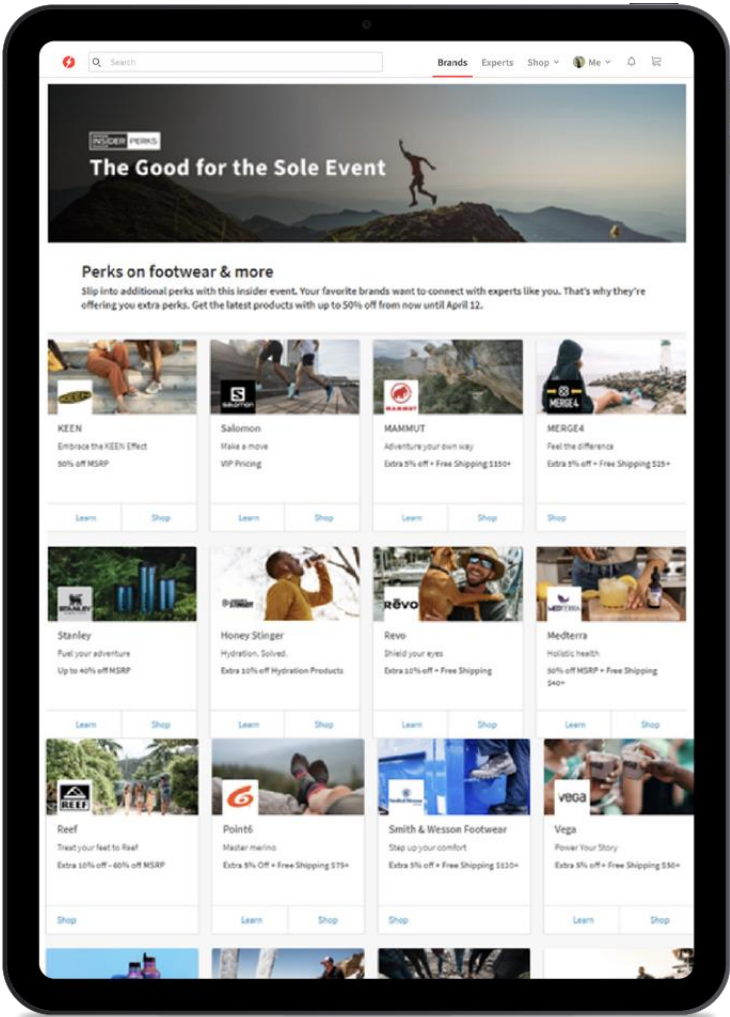 Search
Brands Experts Shop Me
INSIDER PERKS
The Good for the Sole Event
Perks on footwear & more
Slip into additional perks with this insider event. Your favorite brands want to connect with experts like you. That's why they're
offering you extra perks. Get the latest products with up to 50% off from now until April 12.
KEEN
SALOMON
MAMMUT
MERGE4
KEEN
Salomon
MAMMUT
MERGE4
Embrace the KEEN Effect
Make a move
Adventure your own way
Feel the difference
50% off MSRP
VIP Pricing
Extra 5% off + Free Shipping $150+
Extra 5% off + Free Shipping $25+
Learn Shop
Learn Shop
Learn Shop
Shop
STANLEY
HONEY STINGER
REVO
MEDTERRA
Stanley
Honey Stinger
Revo
Medterra
Fuel your adventure
Hydration. Solved.
Shield your eyes
Holistic health
Up to 40% off MSRP
Extra 10% off Hydration Products
Extra 10% off + Free Shipping
50% off MSRP + Free Shipping
$40+
Learn Shop
Learn Shop
Learn Shop
Learn Shop
REEF
Smith & Wesson
vega
Reef
Point6
Smith & Wesson Footwear
Vega
Treat your feet to Reef
Master merino
Step up your comfort
Power Your Story
Extra 10% off - 60% off MSRP
Extra 5% Off + Free Shipping $75+
Extra 5% off + Free Shipping $120+
Extra 5% off + Free Shipping $50+
Shop
Learn Shop
Shop
Learn Shop